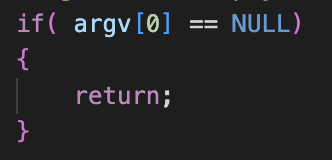 if( argv[0] == NULL)
{
    return;
}